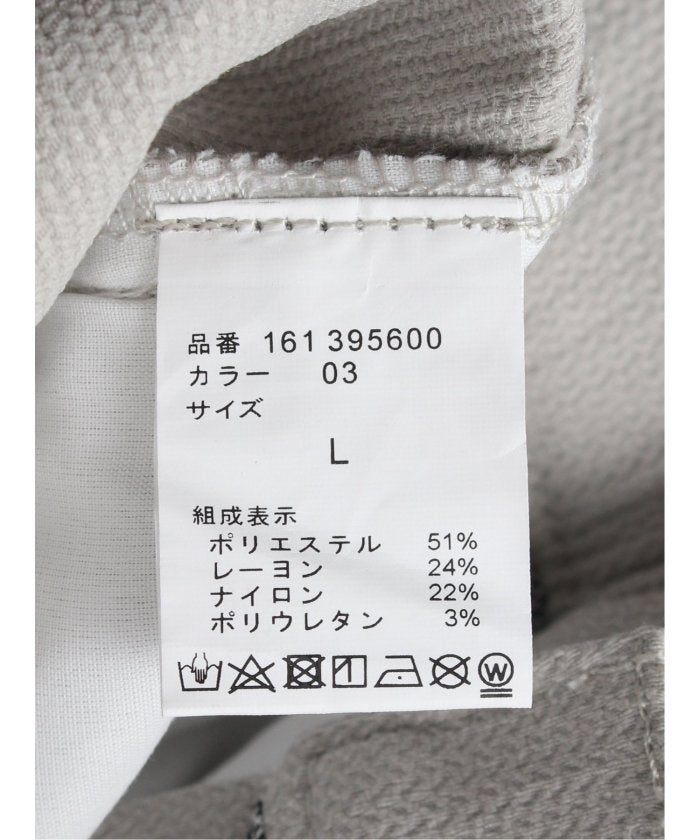 品番 161 395600
カラー 03
サイズ
L
組成表示
ポリエステル 51%
レーヨン 24%
ナイロン 22%
ポリウレタン 3%
W